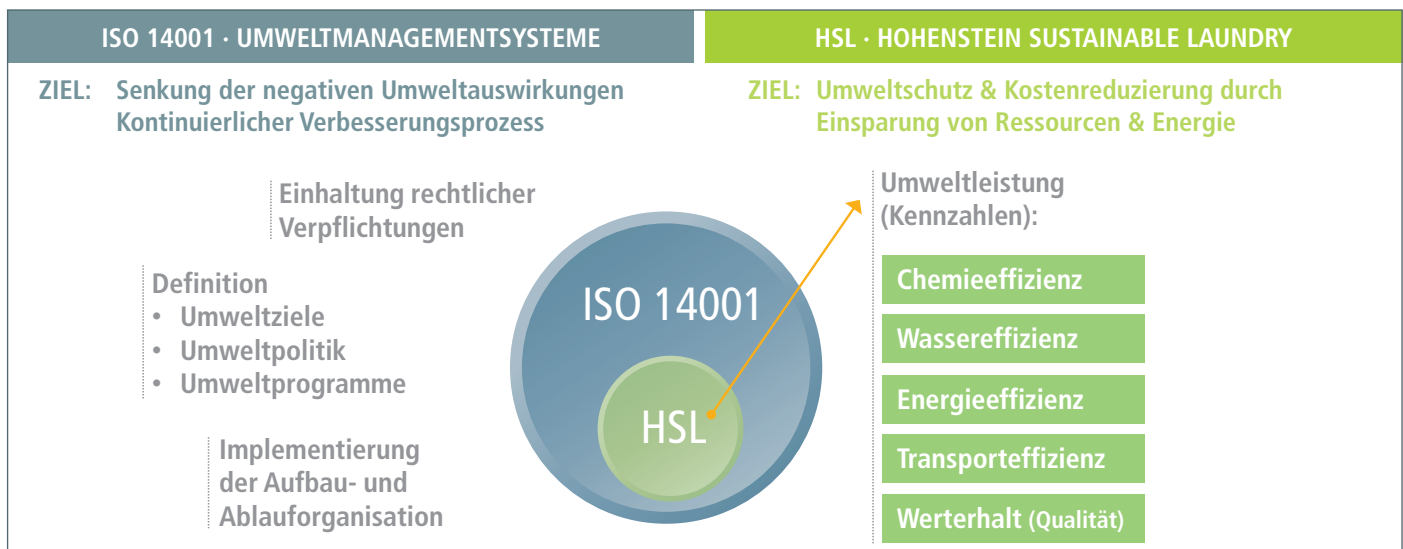 ISO 14001 · UMWELTMANAGEMENTSYSTEME
ZIEL: Senkung der negativen Umweltauswirkungen
Kontinuierlicher Verbesserungsprozess
Einhaltung rechtlicher
Verpflichtungen
Definition
• Umweltziele
• Umweltpolitik
• Umweltprogramme
Implementierung
der Aufbau- und
Ablauforganisation
ISO 14001
HSL
HSL · HOHENSTEIN SUSTAINABLE LAUNDRY
ZIEL: Umweltschutz & Kostenreduzierung durch
Einsparung von Ressourcen & Energie
Umweltleistung
(Kennzahlen):
Chemieeffizienz
Wassereffizienz
Energieeffizienz
Transporteffizienz
Werterhalt (Qualität)